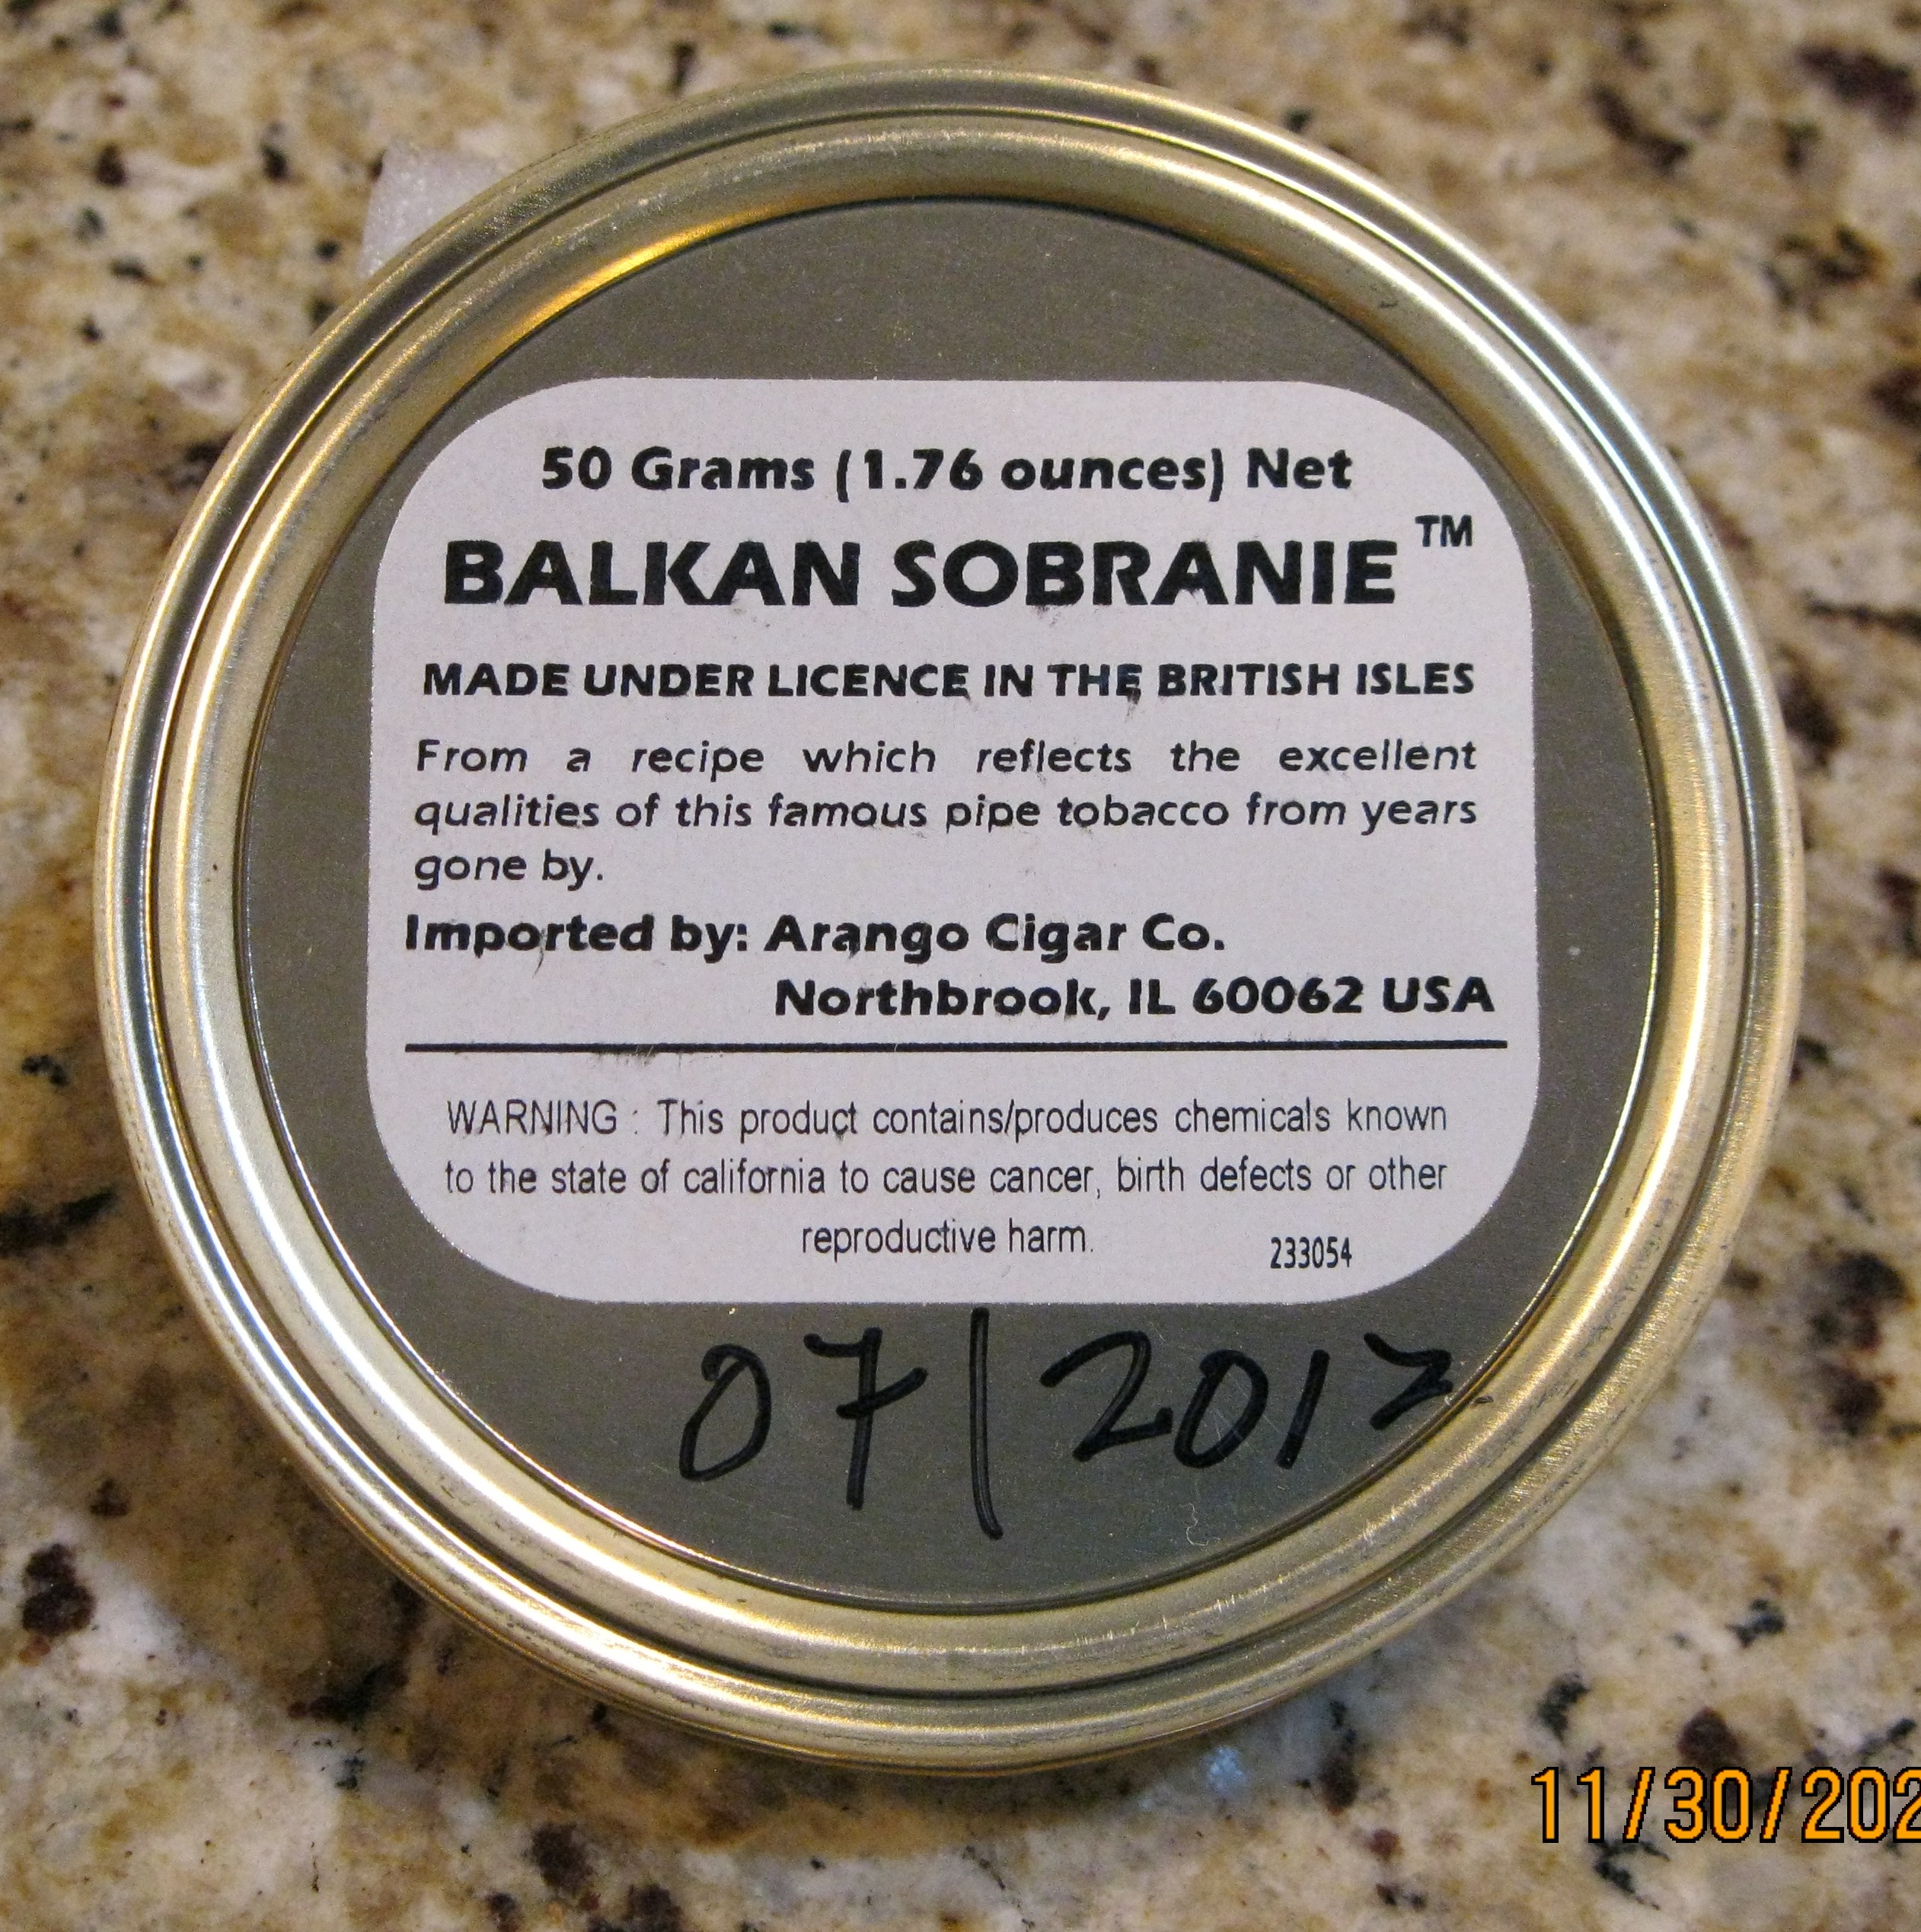 50 Grams (1.76 ounces) Net
BALKAN SOBRANIE™
MADE UNDER LICENCE IN THE BRITISH ISLES
From a recipe which reflects the excellent
qualities of this famous pipe tobacco from years
gone by.
Imported by: Arango Cigar Co.
Northbrook, IL 60062 USA
WARNING : This product contains/produces chemicals known
to the state of california to cause cancer, birth defects or other
reproductive harm.
233054
07/
11/30/202